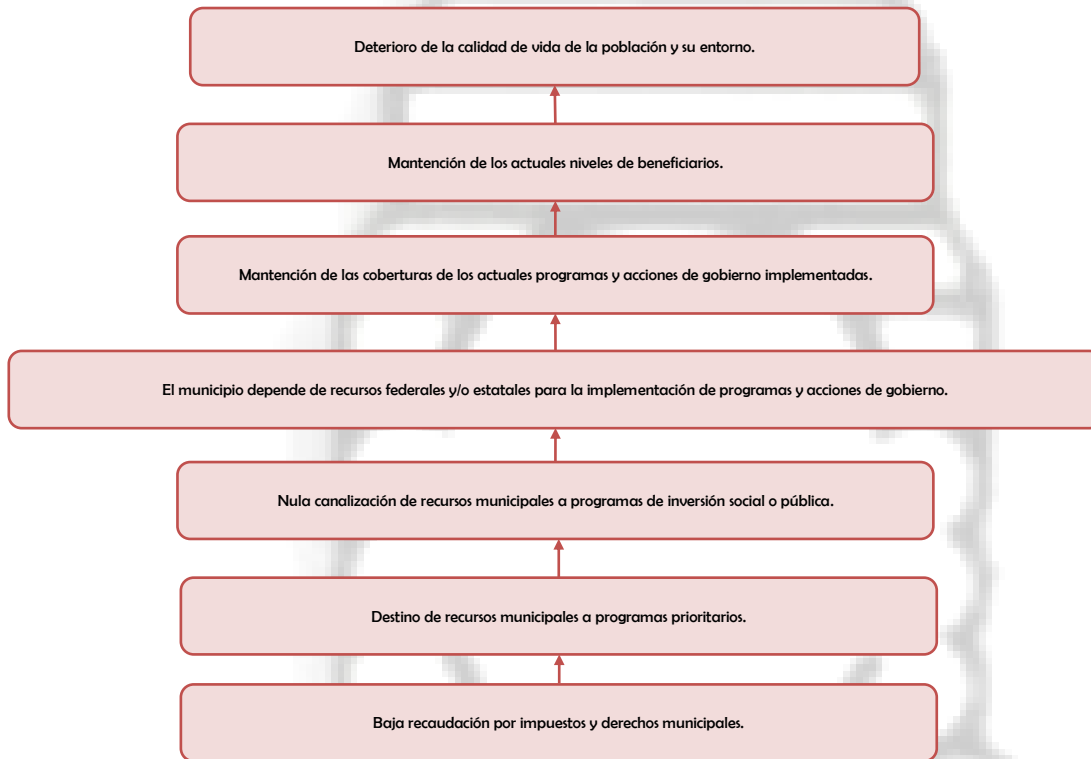 Deterioro de la calidad de vida de la población y su entorno.
Mantención de los actuales niveles de beneficiarios.
Mantención de las coberturas de los actuales programas y acciones de gobierno implementadas.
El municipio depende de recursos federales y/o estatales para la implementación de programas y acciones de gobierno.
Nula canalización de recursos municipales a programas de inversión social o pública.
Destino de recursos municipales a programas prioritarios.
Baja recaudación por impuestos y derechos municipales.